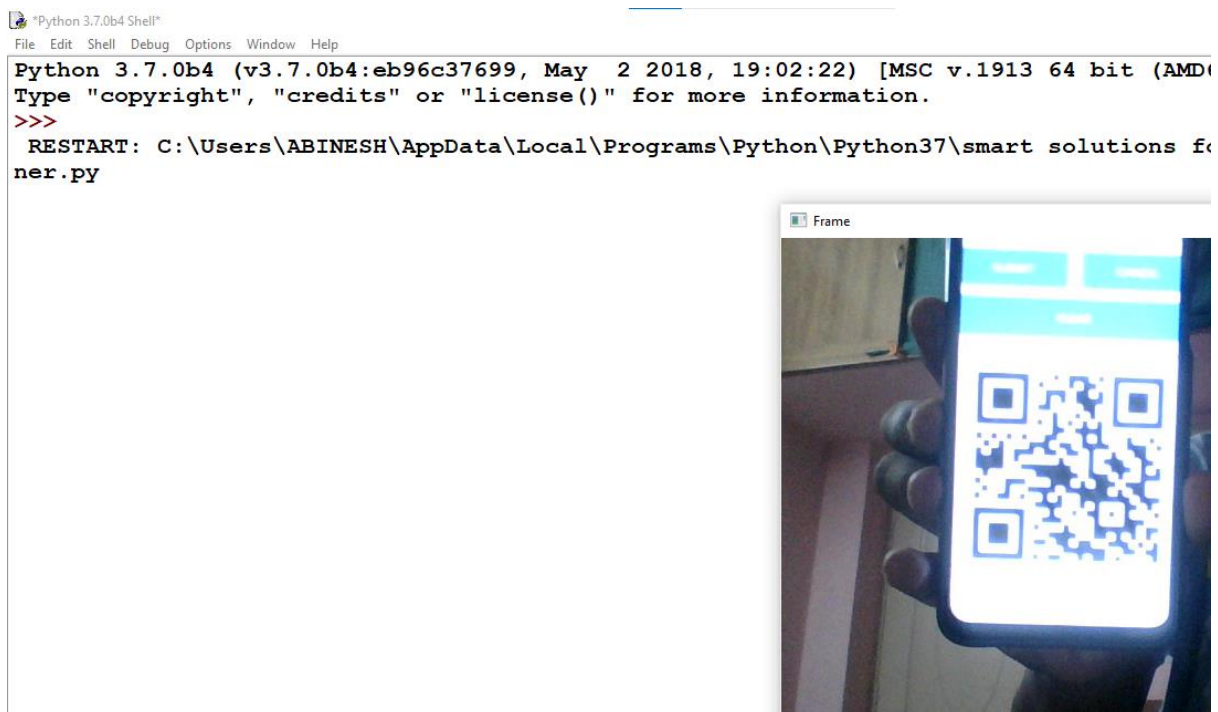 *Python 3.7.0b4 Shell*
File Edit Shell Debug Options Window Help
Python 3.7.0b4 (v3.7.0b4:eb96c37699, May  2 2018, 19:02:22) [MSC v.1913 64 bit (AMD6
Type "copyright", "credits" or "license()" for more information.
>>>
 RESTART: C:\Users\ABINESH\AppData\Local\Programs\Python\Python37\smart solutions fo
ner.py
Frame